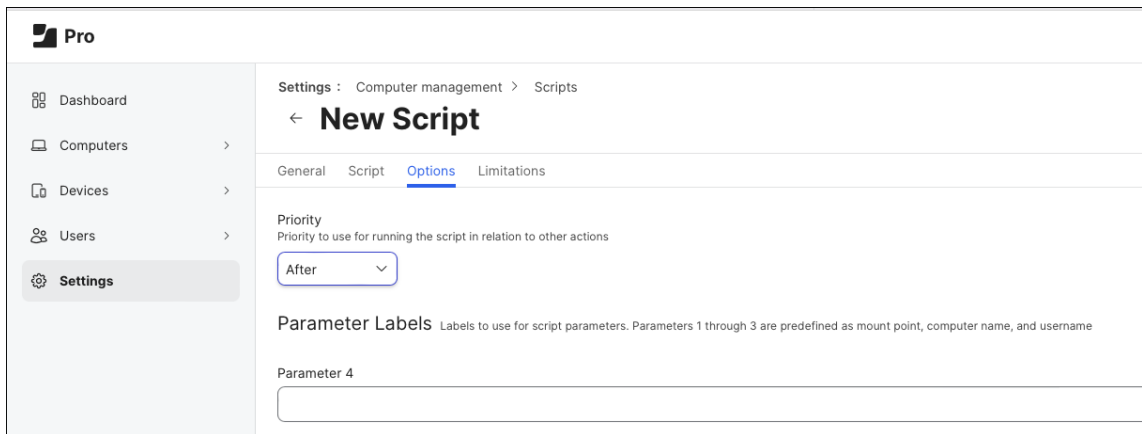 Pro
Dashboard
Computers
Devices
Users
Settings
Settings : Computer management > Scripts
← New Script
General Script Options Limitations
Priority
Priority to use for running the script in relation to other actions
After
Parameter Labels Labels to use for script parameters. Parameters 1 through 3 are predefined as mount point, computer name, and username
Parameter 4